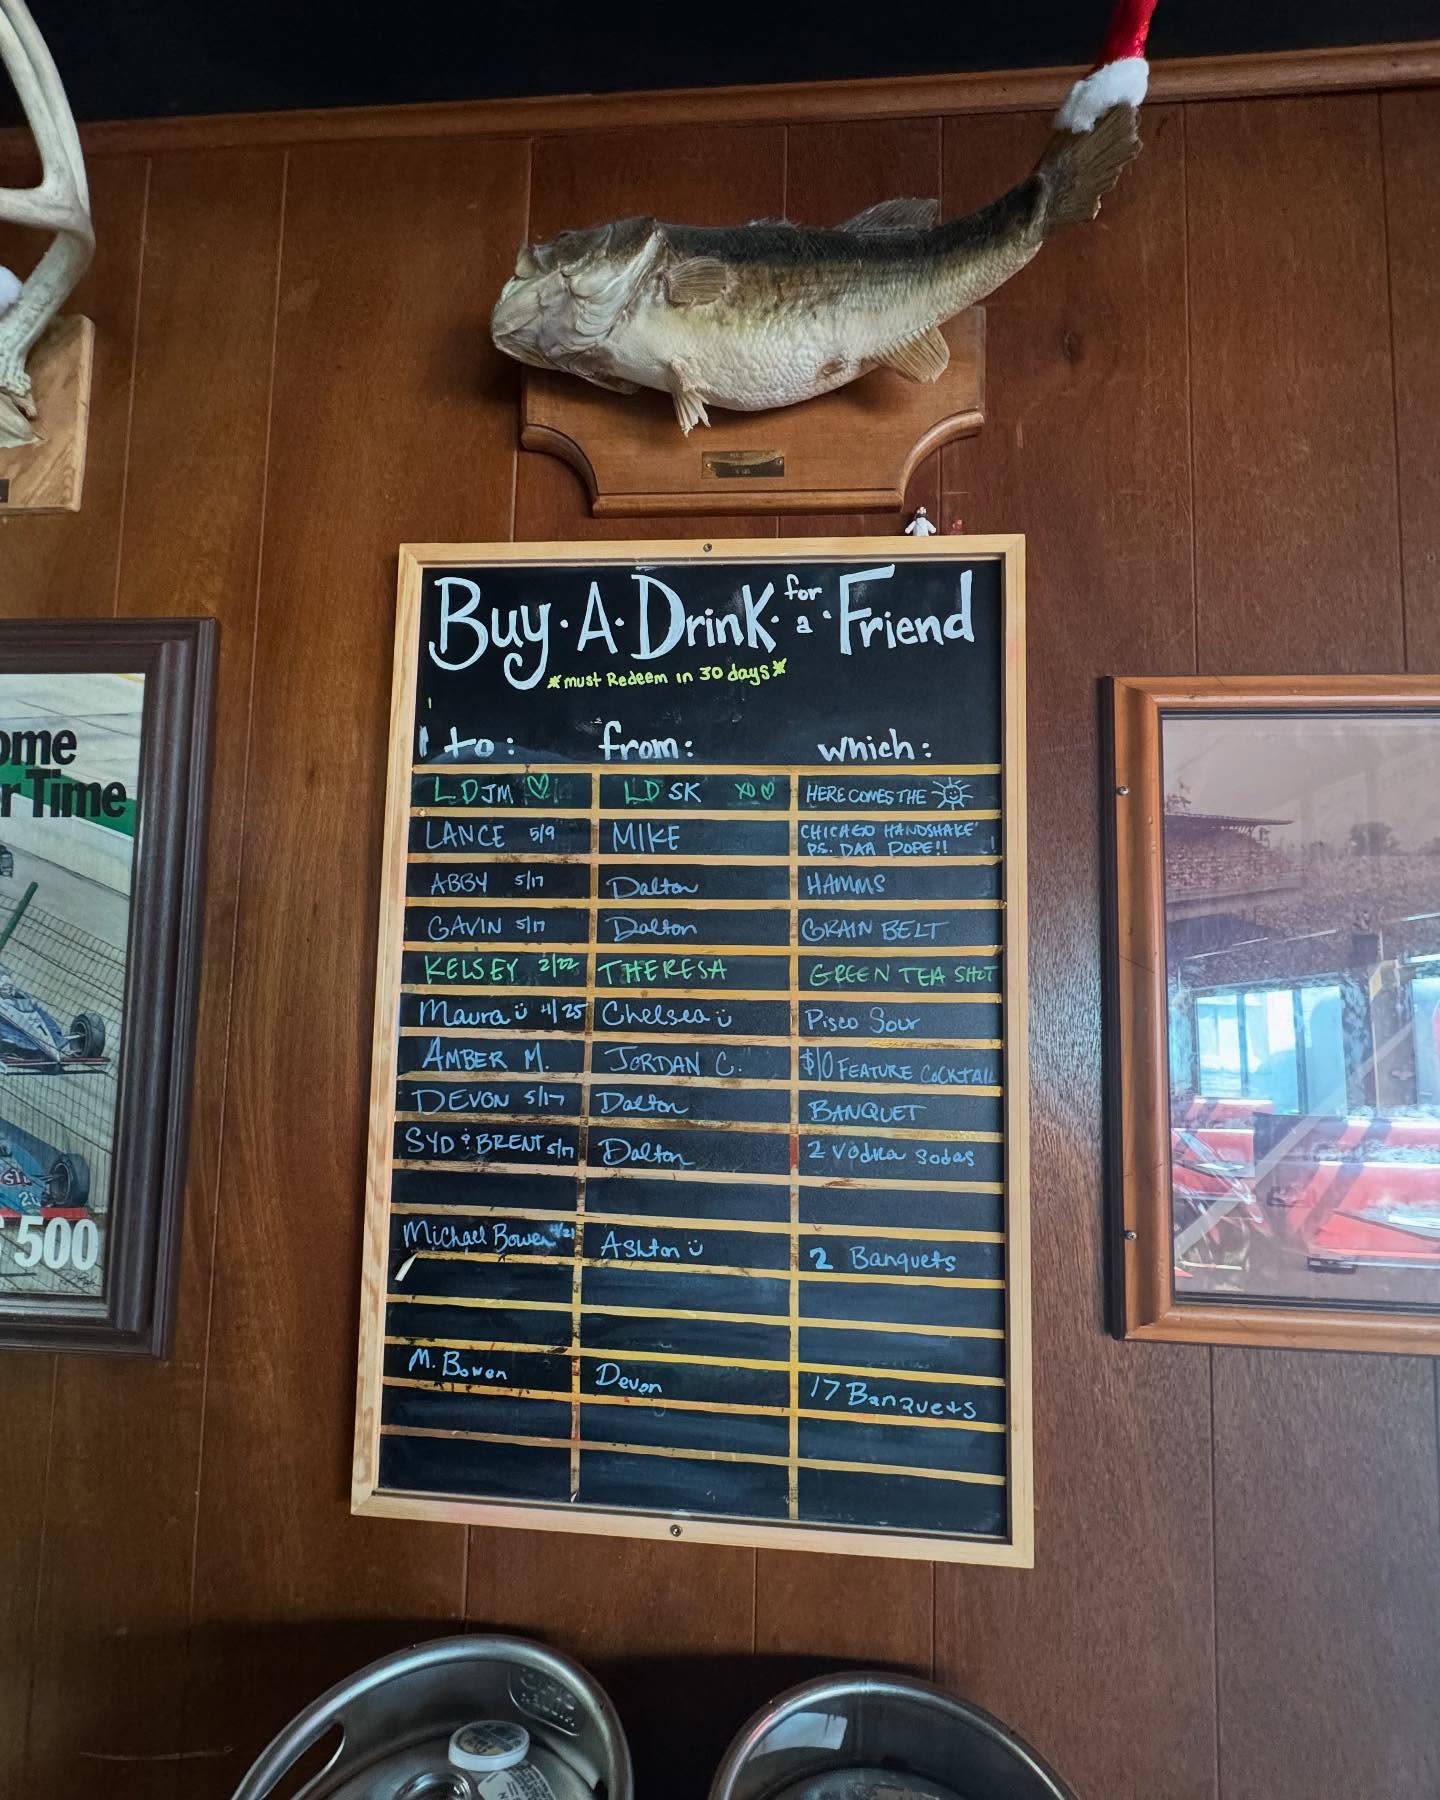 Buy·A·Drink· for a ·Friend
*must Redeem in 30 days*
to: from: which:
LDJM ♡ LD SK XO♡ HERE COMES THE
LANCE 5/9 MIKE CHICAGO HANDSHAKE
PS. DAA POPE!!
ABBY 5/17 Dalton HAMMS
GAVIN 5/17 Dalton GRAIN BELT
KELSEY 2/22 THERESA GREEN TEA SHOT
Maura 4/25 Chelsea Pisco Sour
AMBER M. JORDAN C. $10 FEATURE COCKTAIL
DEVON 5/17 Dalton BANQUET
SYD & BRENT 5/17 Dalton 2 vodka sodas
Michael Bowen 4/21 Ashton 2 Banquets
M. Bowen Devon 17 Banquets
ome
r Time
500